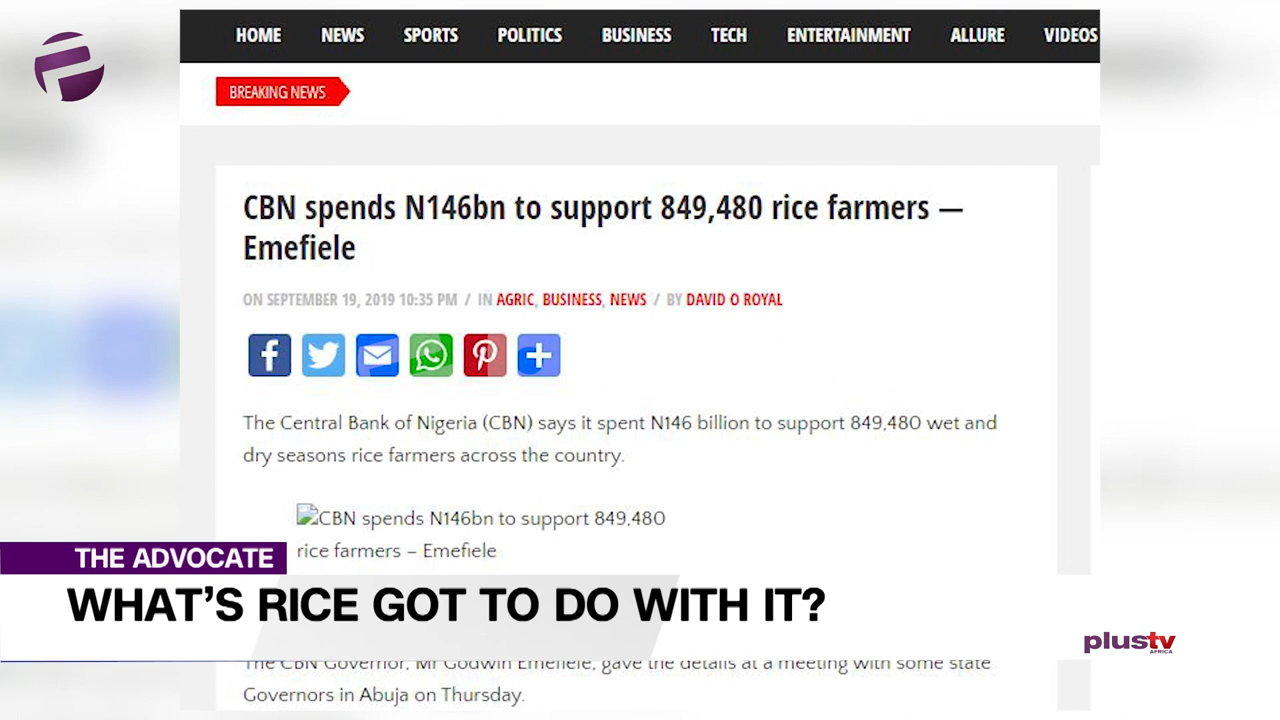 HOME NEWS SPORTS POLITICS BUSINESS TECH ENTERTAINMENT ALLURE VIDEOS
BREAKING NEWS
CBN spends N146bn to support 849,480 rice farmers —
Emefiele
ON SEPTEMBER 19, 2019 10:35 PM / IN AGRIC, BUSINESS, NEWS / BY DAVID O ROYAL
The Central Bank of Nigeria (CBN) says it spent N146 billion to support 849,480 wet and
dry seasons rice farmers across the country.
CBN spends N146bn to support 849,480
rice farmers – Emefiele
THE ADVOCATE
WHAT'S RICE GOT TO DO WITH IT?
plustv
AFRICA
The CBN Governor, Mr Godwin Emefiele, gave the details at a meeting with some state
Governors in Abuja on Thursday.